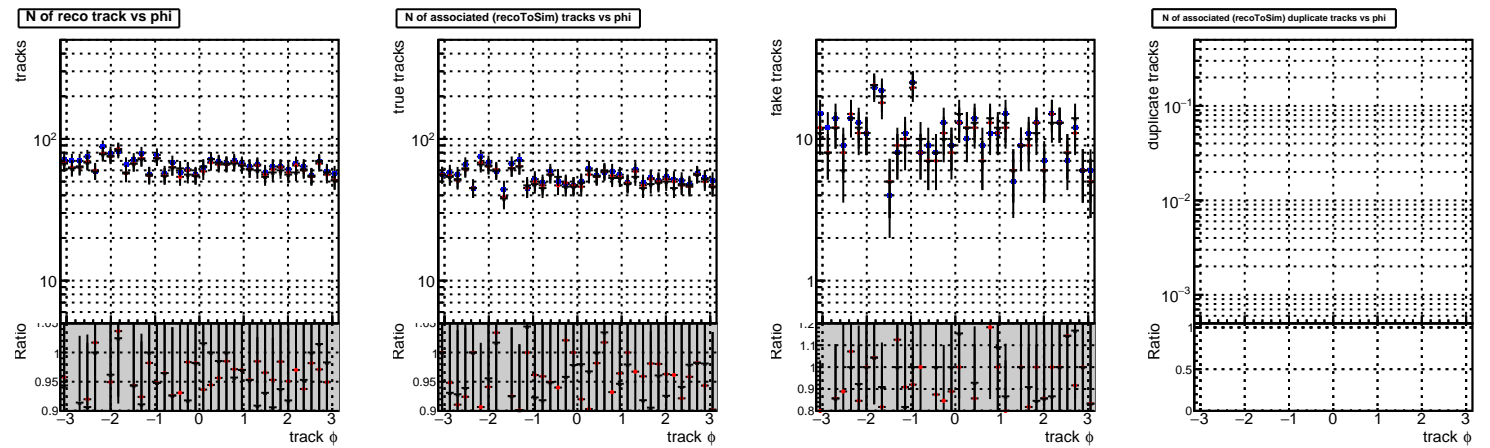 N of reco track vs phi
tracks
10²
10
Ratio
1.05
1
0.95
0.9
−3 −2 −1 0 1 2 3
track φ
N of associated (recoToSim) tracks vs phi
true tracks
10²
10
Ratio
1.05
1
0.95
0.9
−3 −2 −1 0 1 2 3
track φ
fake tracks
10
1
Ratio
1.2
1.1
1
0.9
0.8
−3 −2 −1 0 1 2 3
track φ
N of associated (recoToSim) duplicate tracks vs phi
duplicate tracks
10⁻¹
10⁻²
10⁻³
Ratio
1
0.5
0
−3 −2 −1 0 1 2 3
track φ